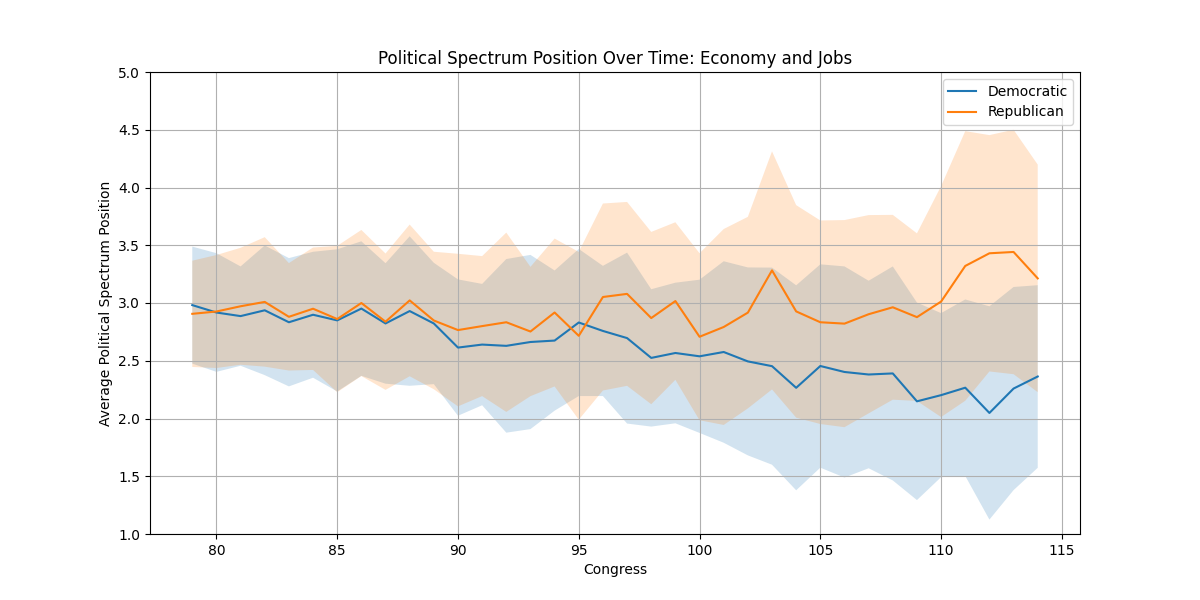 Political Spectrum Position Over Time: Economy and Jobs
Democratic
Republican
Average Political Spectrum Position
5.0
4.5
4.0
3.5
3.0
2.5
2.0
1.5
1.0
80 85 90 95 100 105 110 115
Congress